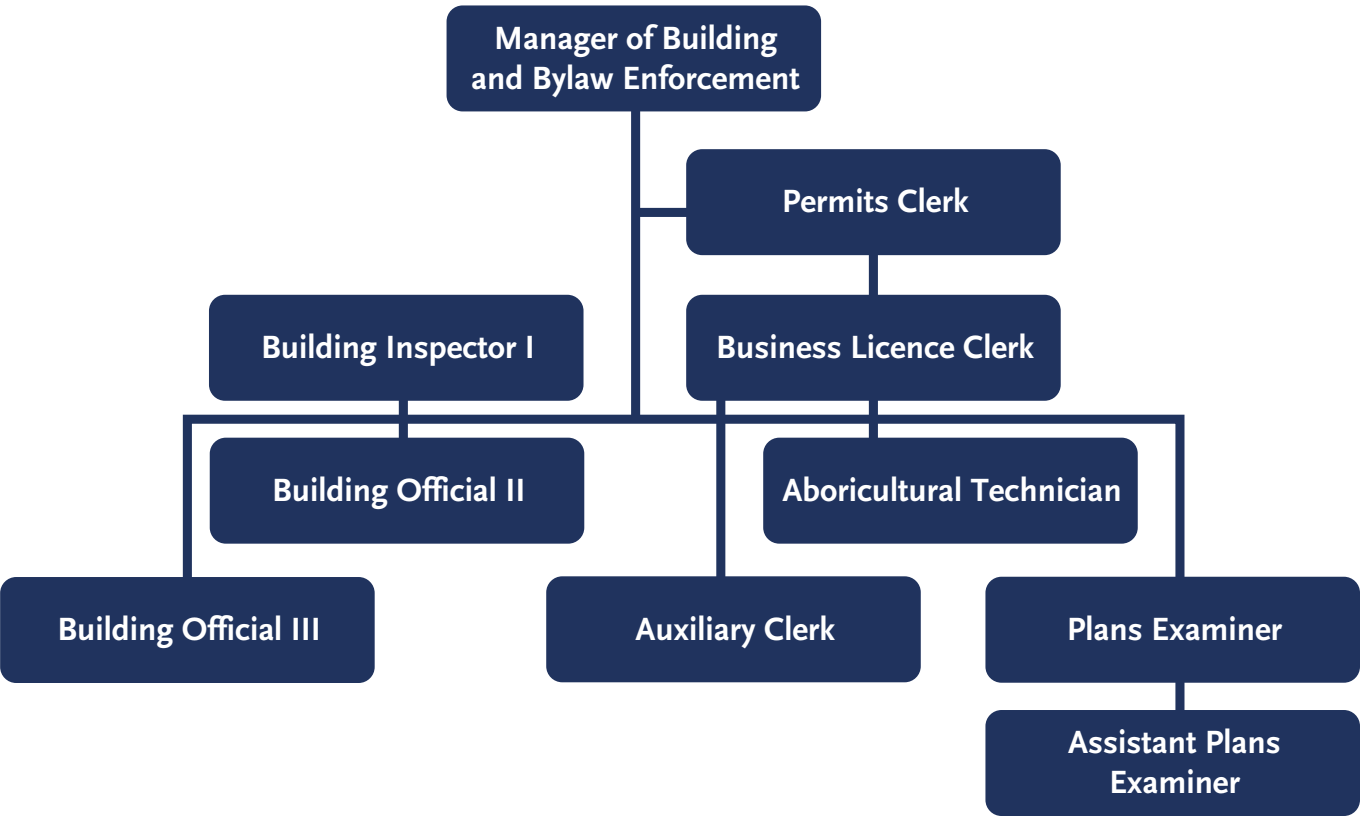 Manager of Building
and Bylaw Enforcement
Permits Clerk
Building Inspector I
Business Licence Clerk
Building Official II
Aboricultural Technician
Building Official III
Auxiliary Clerk
Plans Examiner
Assistant Plans
Examiner